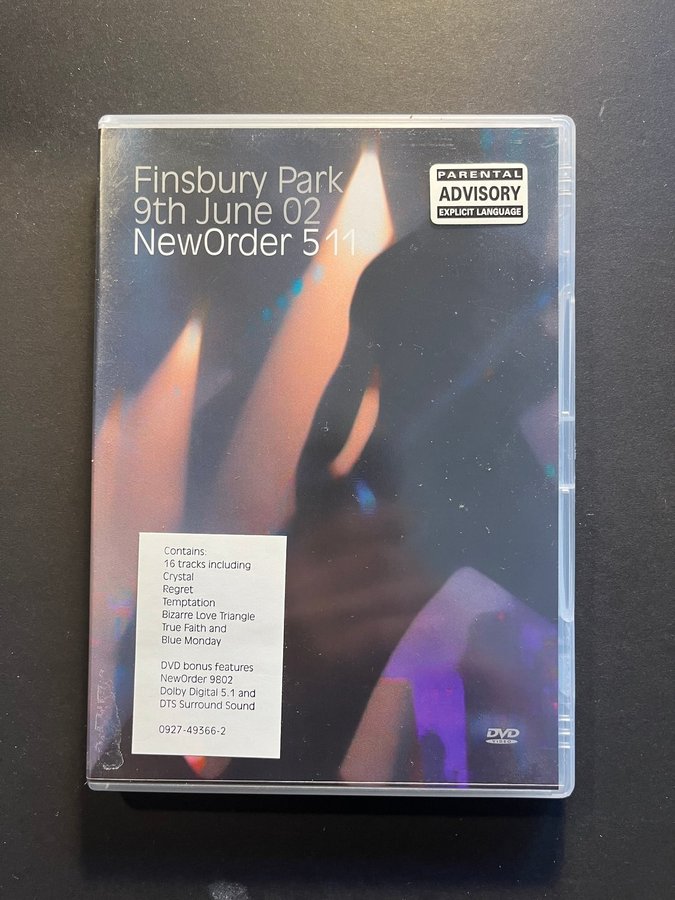 Finsbury Park
9th June 02
NewOrder 511
PARENTAL
ADVISORY
EXPLICIT LANGUAGE
Contains:
16 tracks including
Crystal
Regret
Temptation
Bizarre Love Triangle
True Faith and
Blue Monday
DVD bonus features
NewOrder 9802
Dolby Digital 5.1 and
DTS Surround Sound
0927-49366-2
DVD
VIDEO